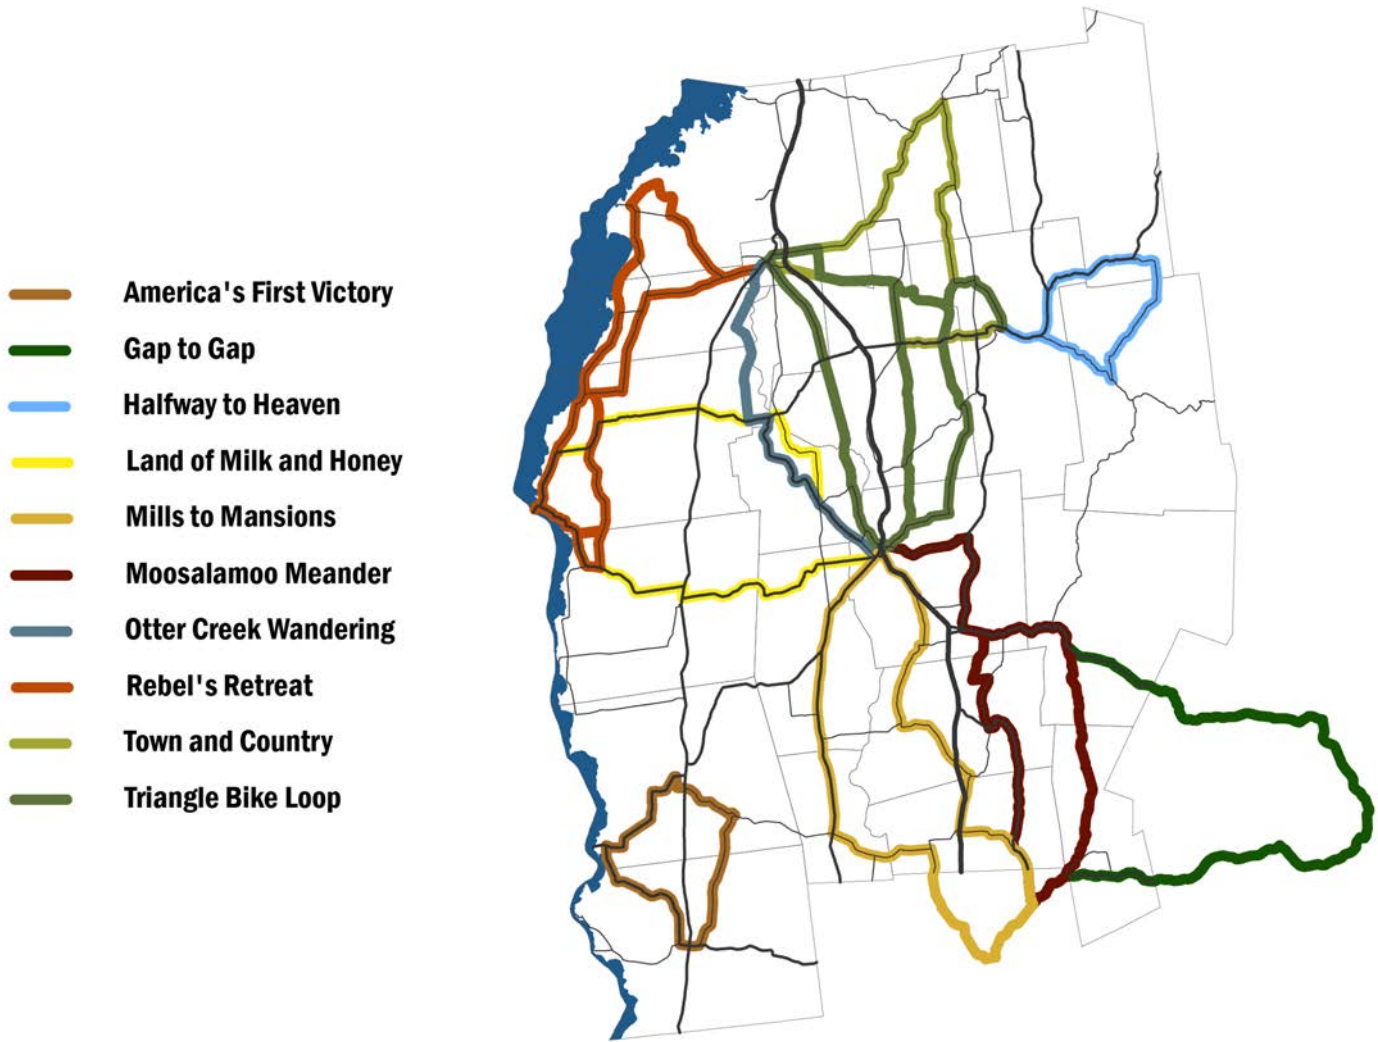 America's First Victory
Gap to Gap
Halfway to Heaven
Land of Milk and Honey
Mills to Mansions
Moosalamoo Meander
Otter Creek Wandering
Rebel's Retreat
Town and Country
Triangle Bike Loop